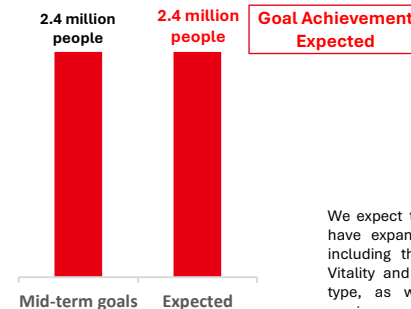 2.4 million
people
2.4 million
people
Goal Achievement
Expected
Mid-term goals
Expected
We expect
have expan
including th
Vitality and
type, as w